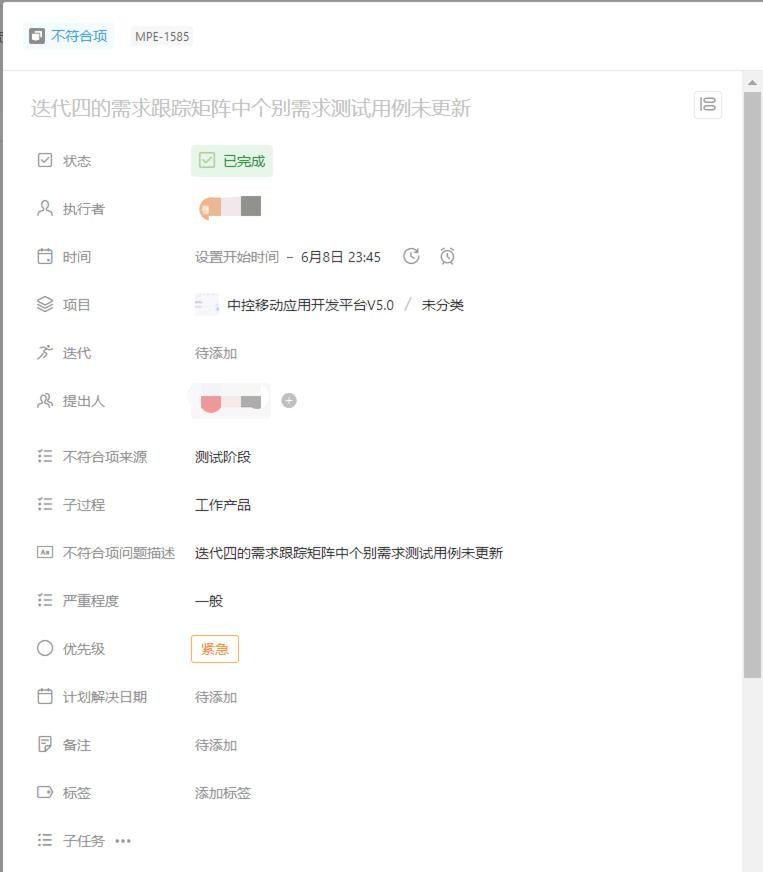 不符合项 MPE-1585
迭代四的需求跟踪矩阵中个别需求测试用例未更新
状态 已完成
执行者
时间 设置开始时间 – 6月8日 23:45
项目 中控移动应用开发平台V5.0 / 未分类
迭代 待添加
提出人
不符合项来源 测试阶段
子过程 工作产品
不符合项问题描述 迭代四的需求跟踪矩阵中个别需求测试用例未更新
严重程度 一般
优先级 紧急
计划解决日期 待添加
备注 待添加
标签 添加标签
子任务 •••